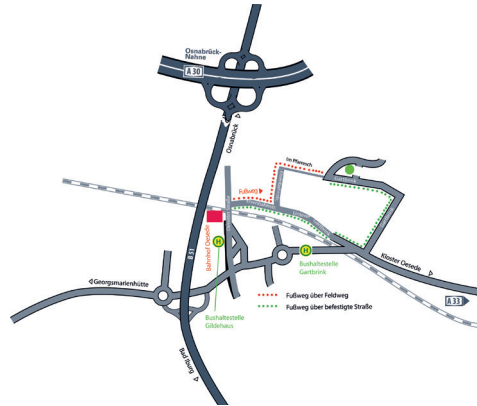 Osnabrück-
Nahne
A 30
Osnabrück
Im Plaresch
Fußweg
Bahnhof Oesede
H
H
Bushaltestelle
Gartbrink
Kloster Oesede
B 51
Georgsmarienhütte
Bushaltestelle
Gildehaus
Fußweg über Feldweg
Fußweg über befestigte Straße
A 33
Bad Iburg